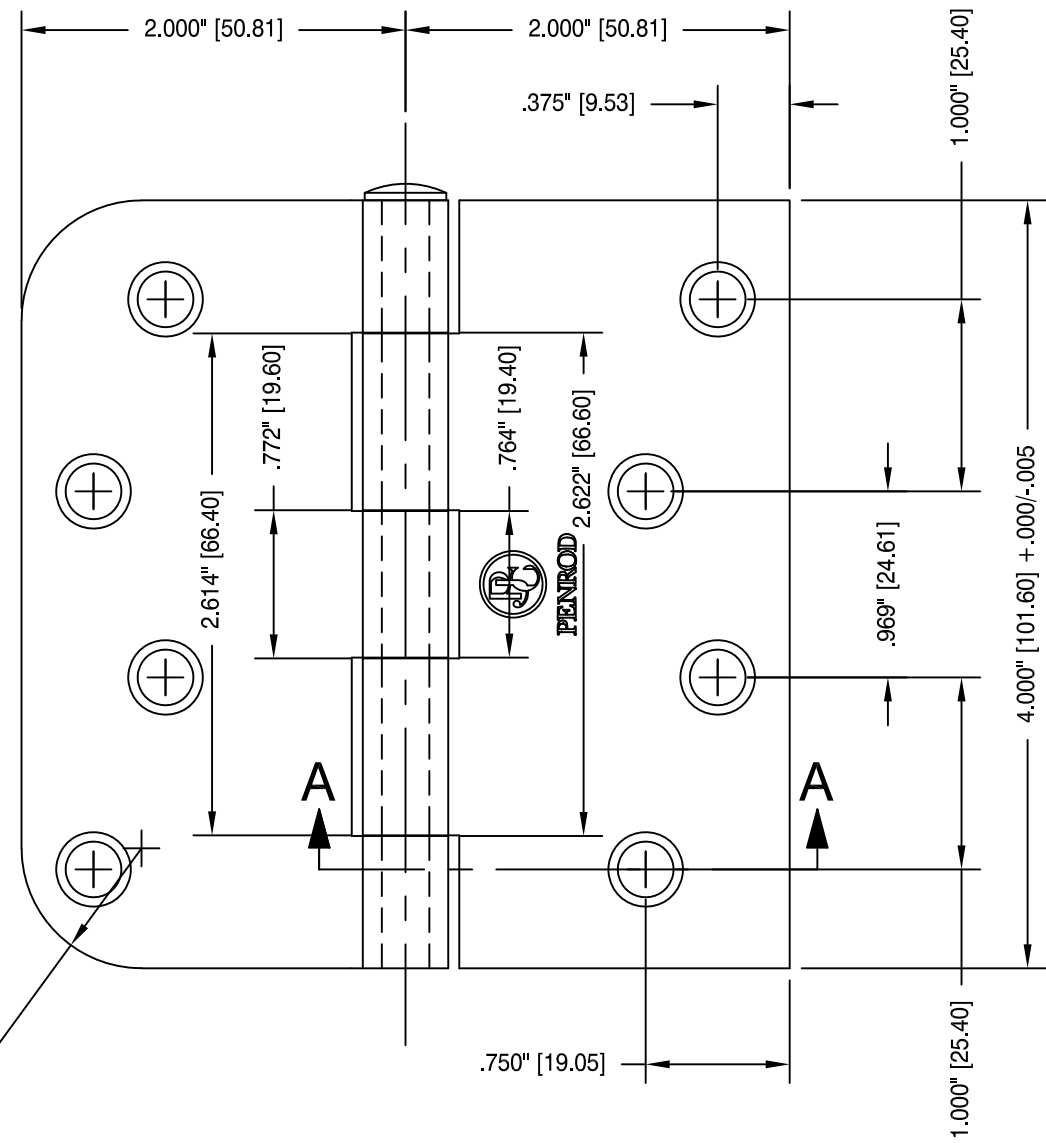 2.000" [50.81]
2.000" [50.81]
.375" [9.53]
1.000" [25.40]
.772" [19.60]
.764" [19.40]
2.614" [66.40]
2.622" [66.60]
PENROD
.969" [24.61]
4.000" [101.60] +.000/-.005
A
A
.750" [19.05]
1.000" [25.40]